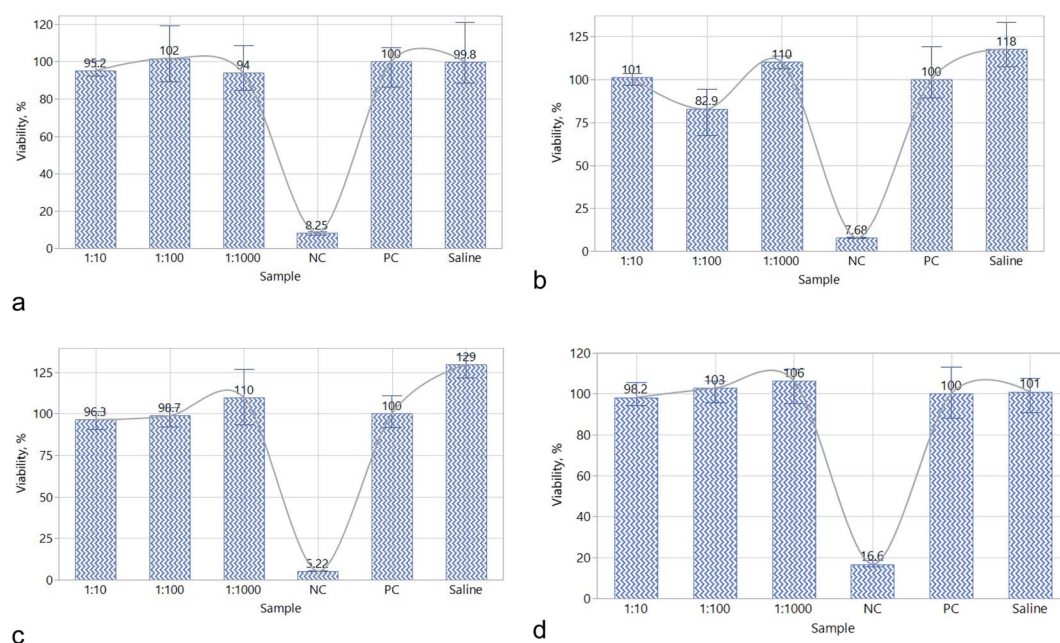 120
100
80
60
40
20
0
Viability, %
95.2
102
94
8.25
100
99.8
1:10
1:100
1:1000
NC
PC
Saline
Sample
a
125
100
75
50
25
0
Viability, %
101
82.9
110
7.68
100
118
1:10
1:100
1:1000
NC
PC
Saline
Sample
b
125
100
75
50
25
0
Viability, %
96.3
98.7
110
5.22
100
129
1:10
1:100
1:1000
NC
PC
Saline
Sample
c
120
100
80
60
40
20
0
Viability, %
98.2
103
106
16.6
100
101
1:10
1:100
1:1000
NC
PC
Saline
Sample
d